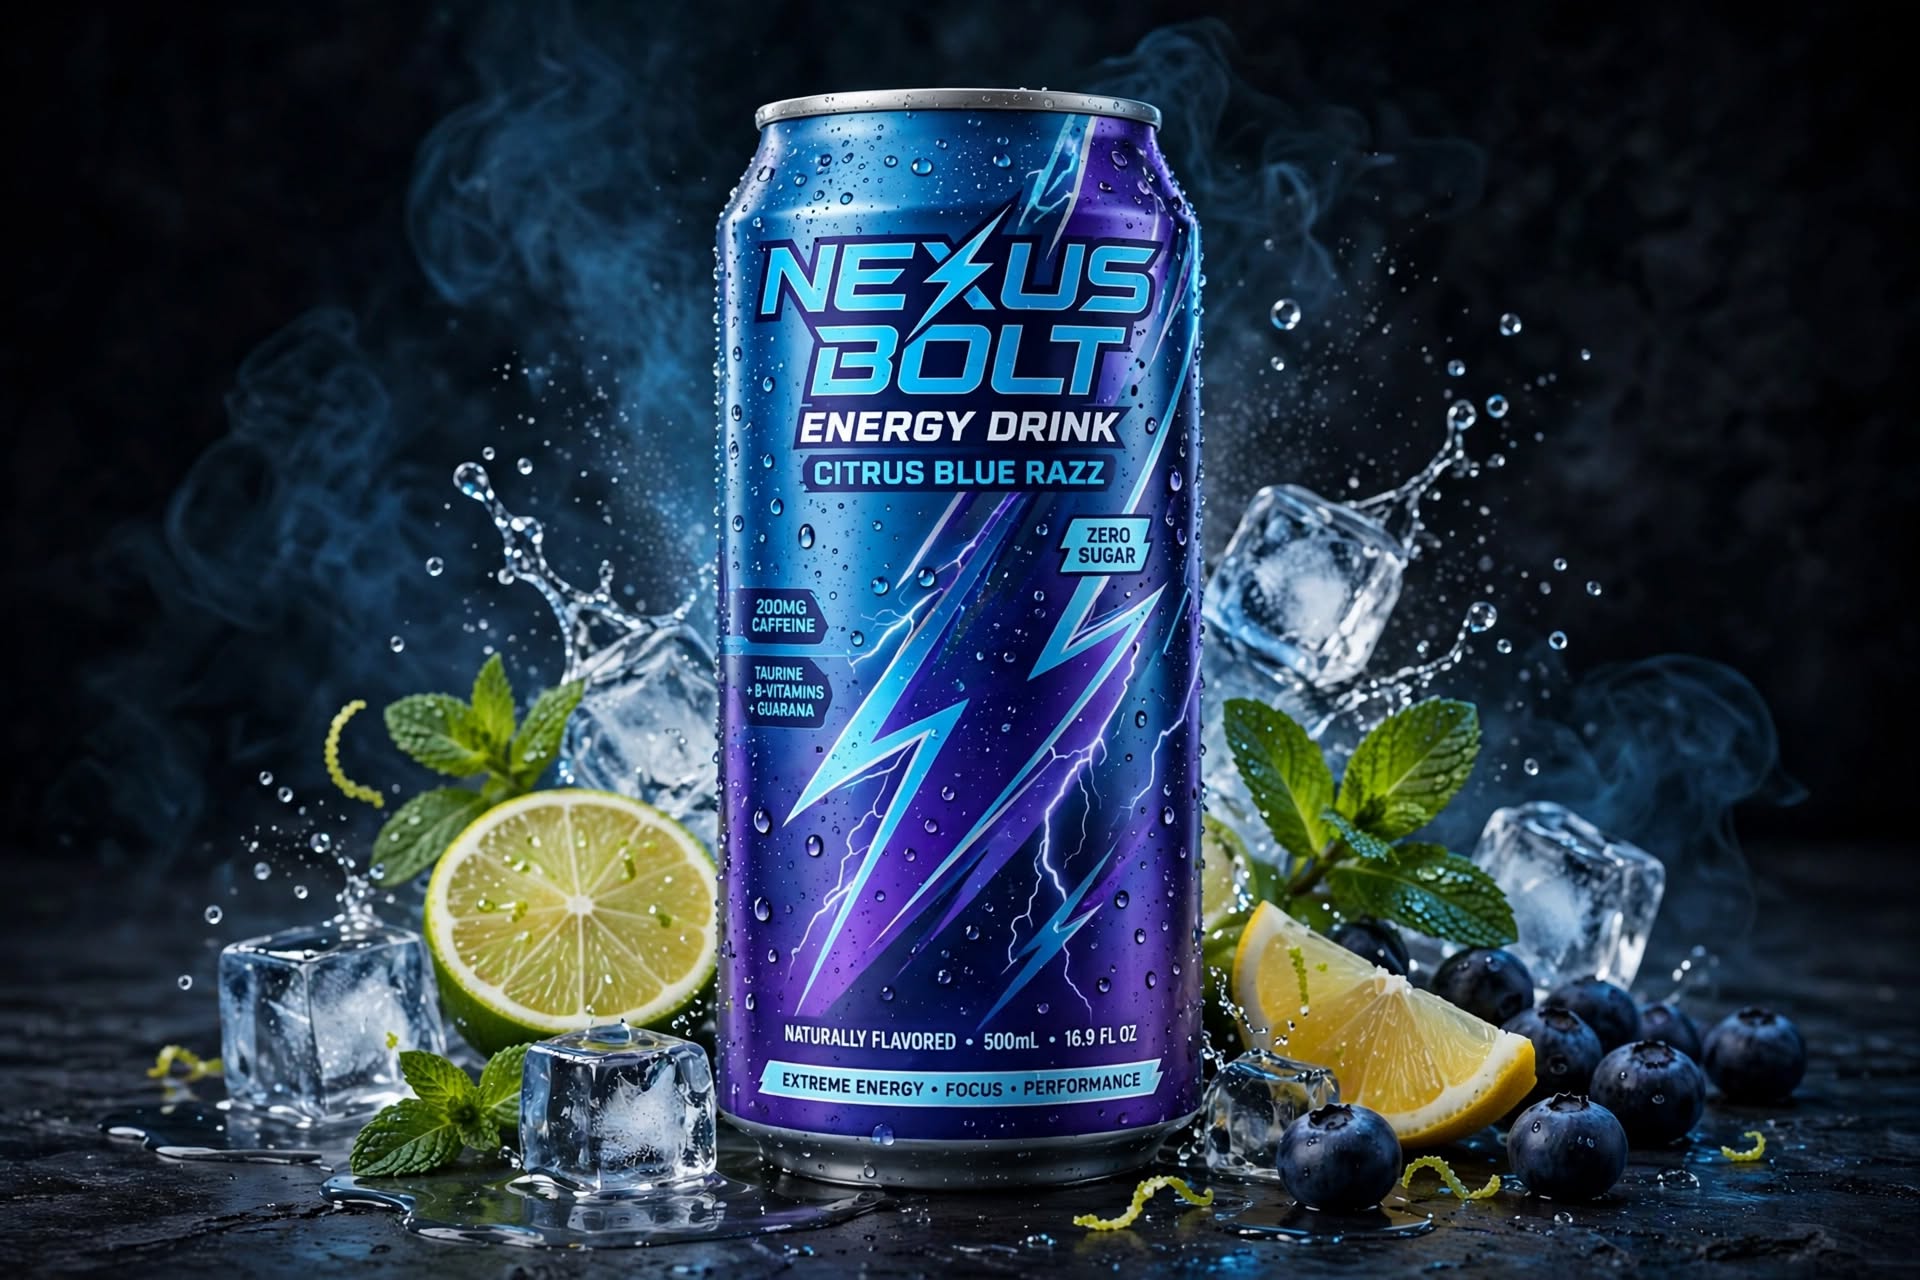 NEXUS
BOLT
ENERGY DRINK
CITRUS BLUE RAZZ
ZERO
SUGAR
200MG
CAFFEINE
TAURINE
+ B-VITAMINS
+ GUARANA
NATURALLY FLAVORED • 500mL • 16.9 FL OZ
EXTREME ENERGY • FOCUS • PERFORMANCE